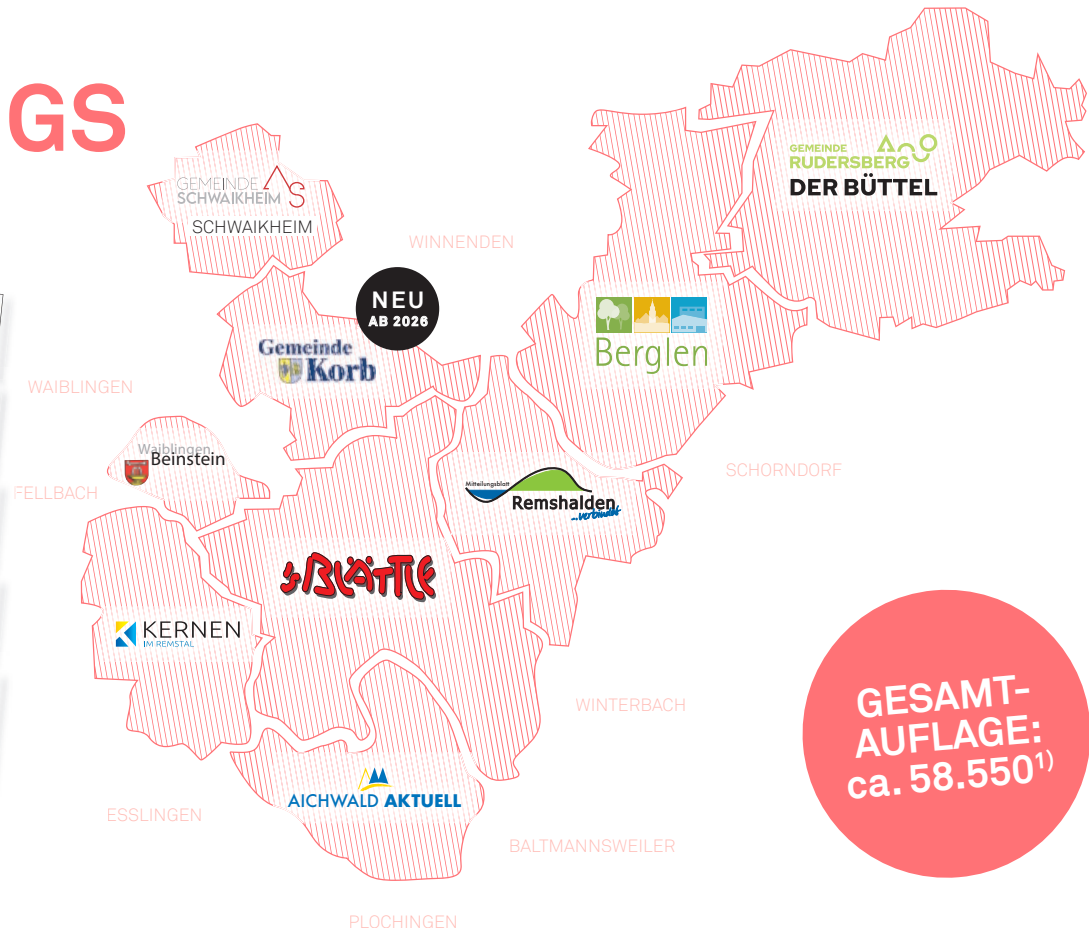 GS
GEMEINDE
RUDERSBERG
DER BÜTTEL
GEMEINDE
SCHWAIKHEIM
SCHWAIKHEIM
WINNENDEN
NEU
AB 2026
Gemeinde
Korb
Berglen
WAIBLINGEN
Waiblingen
Beinstein
SCHORNDORF
FELLBACH
Mitteilungsblatt
Remshalden
...verbindet
's BLÄTTLE
KERNEN
IM REMSTAL
GESAMT-
AUFLAGE:
ca. 58.550¹⁾
WINTERBACH
AICHWALD AKTUELL
ESSLINGEN
BALTMANNSWEILER
PLOCHINGEN